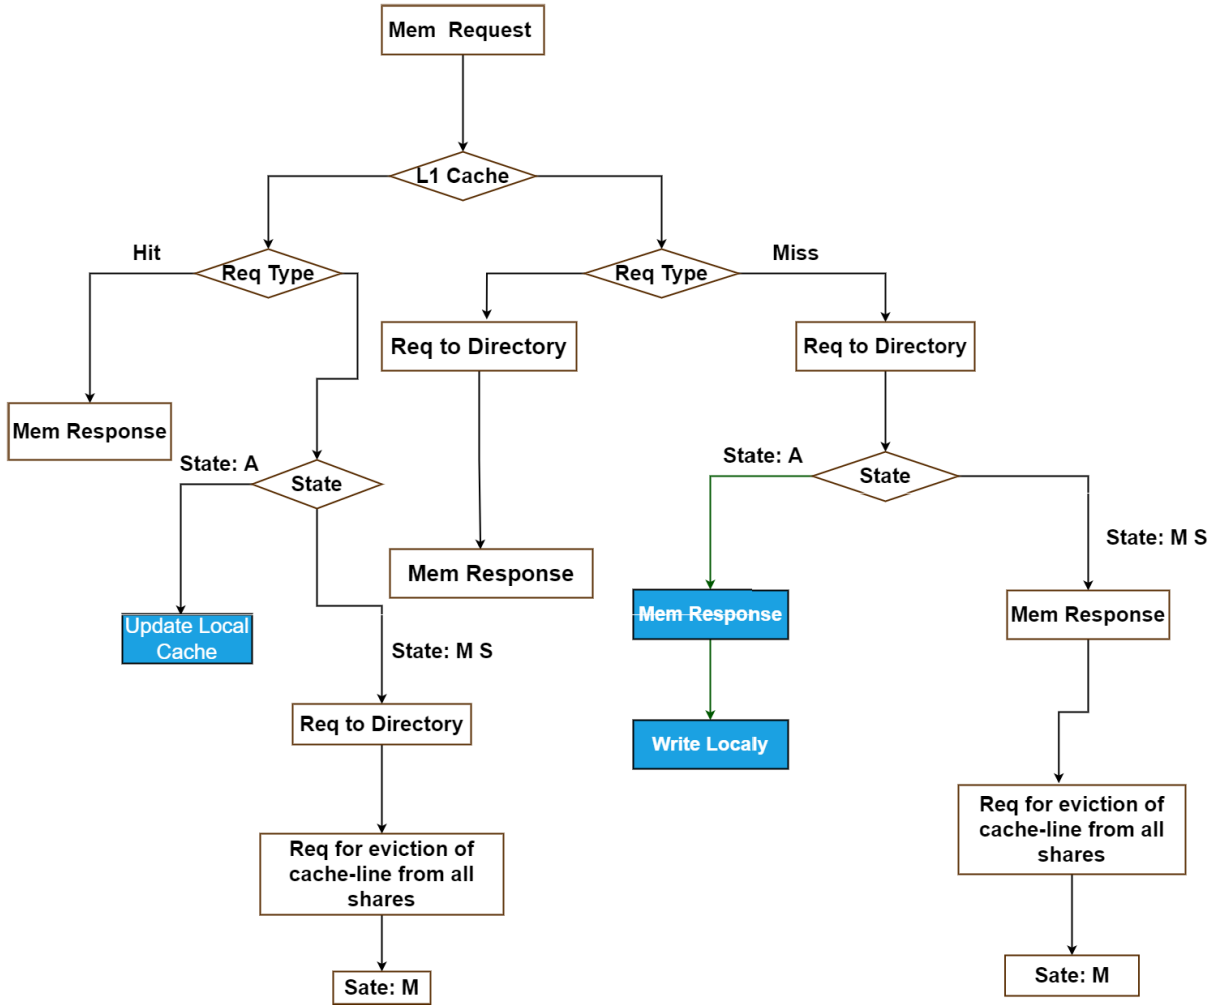 Mem Request
L1 Cache
Hit
Req Type
Req Type
Miss
Req to Directory
Req to Directory
Mem Response
State: A
State
State: A
State
State: M S
Mem Response
Mem Response
Mem Response
Update Local
Cache
State: M S
Req to Directory
Write Localy
Req for eviction of
cache-line from all
shares
Req for eviction of
cache-line from all
shares
Sate: M
Sate: M